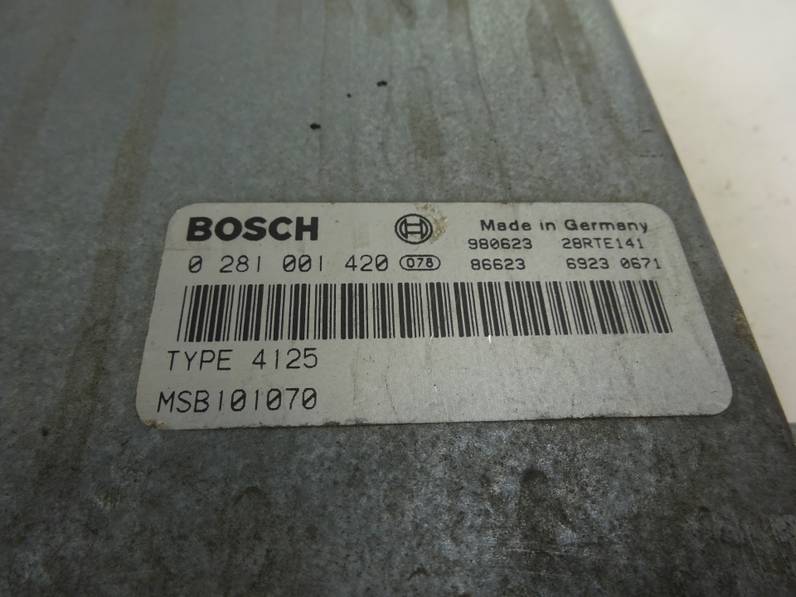 BOSCH Made in Germany
980623 28RTE141
0 281 001 420 078 86623 6923 0671
TYPE 4125
MSB101070